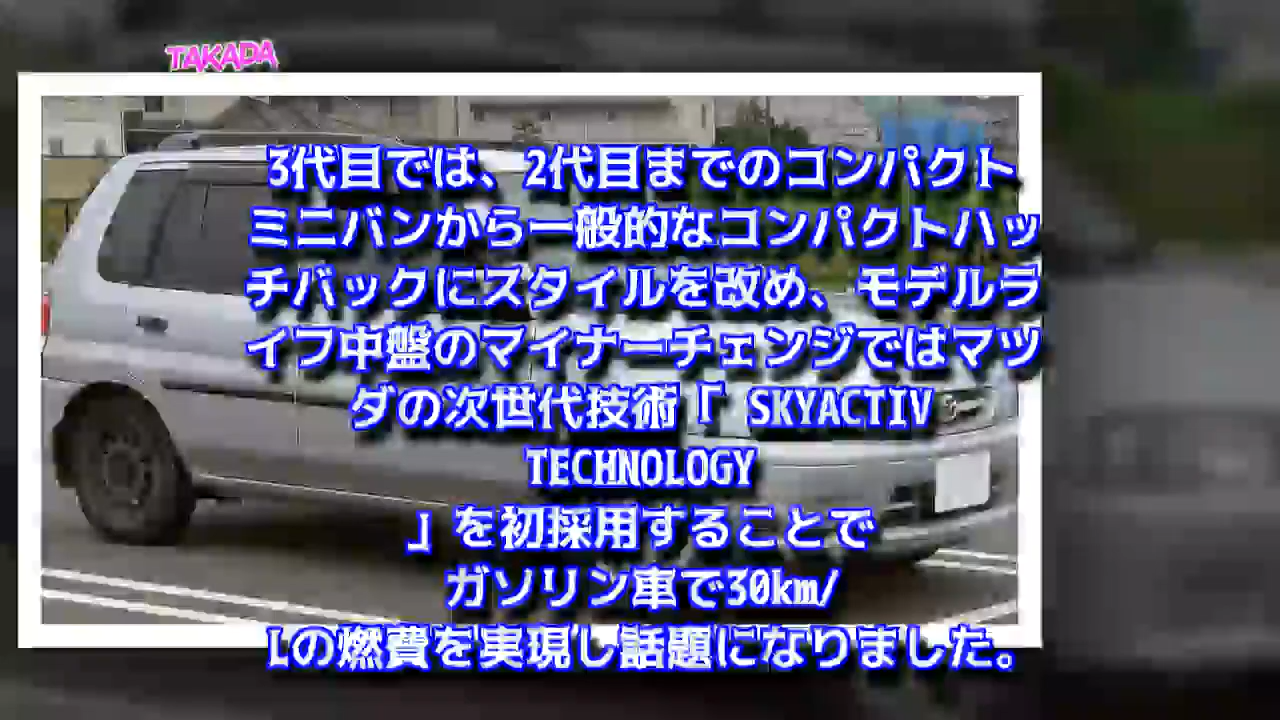 TAKADA
3代目では、2代目までのコンパクト
ミニバンから一般的なコンパクトハッ
チバックにスタイルを改め、モデルラ
イフ中盤のマイナーチェンジではマツ
ダの次世代技術「 SKYACTIV
TECHNOLOGY
」を初採用することで
ガソリン車で30km/
Lの燃費を実現し話題になりました。